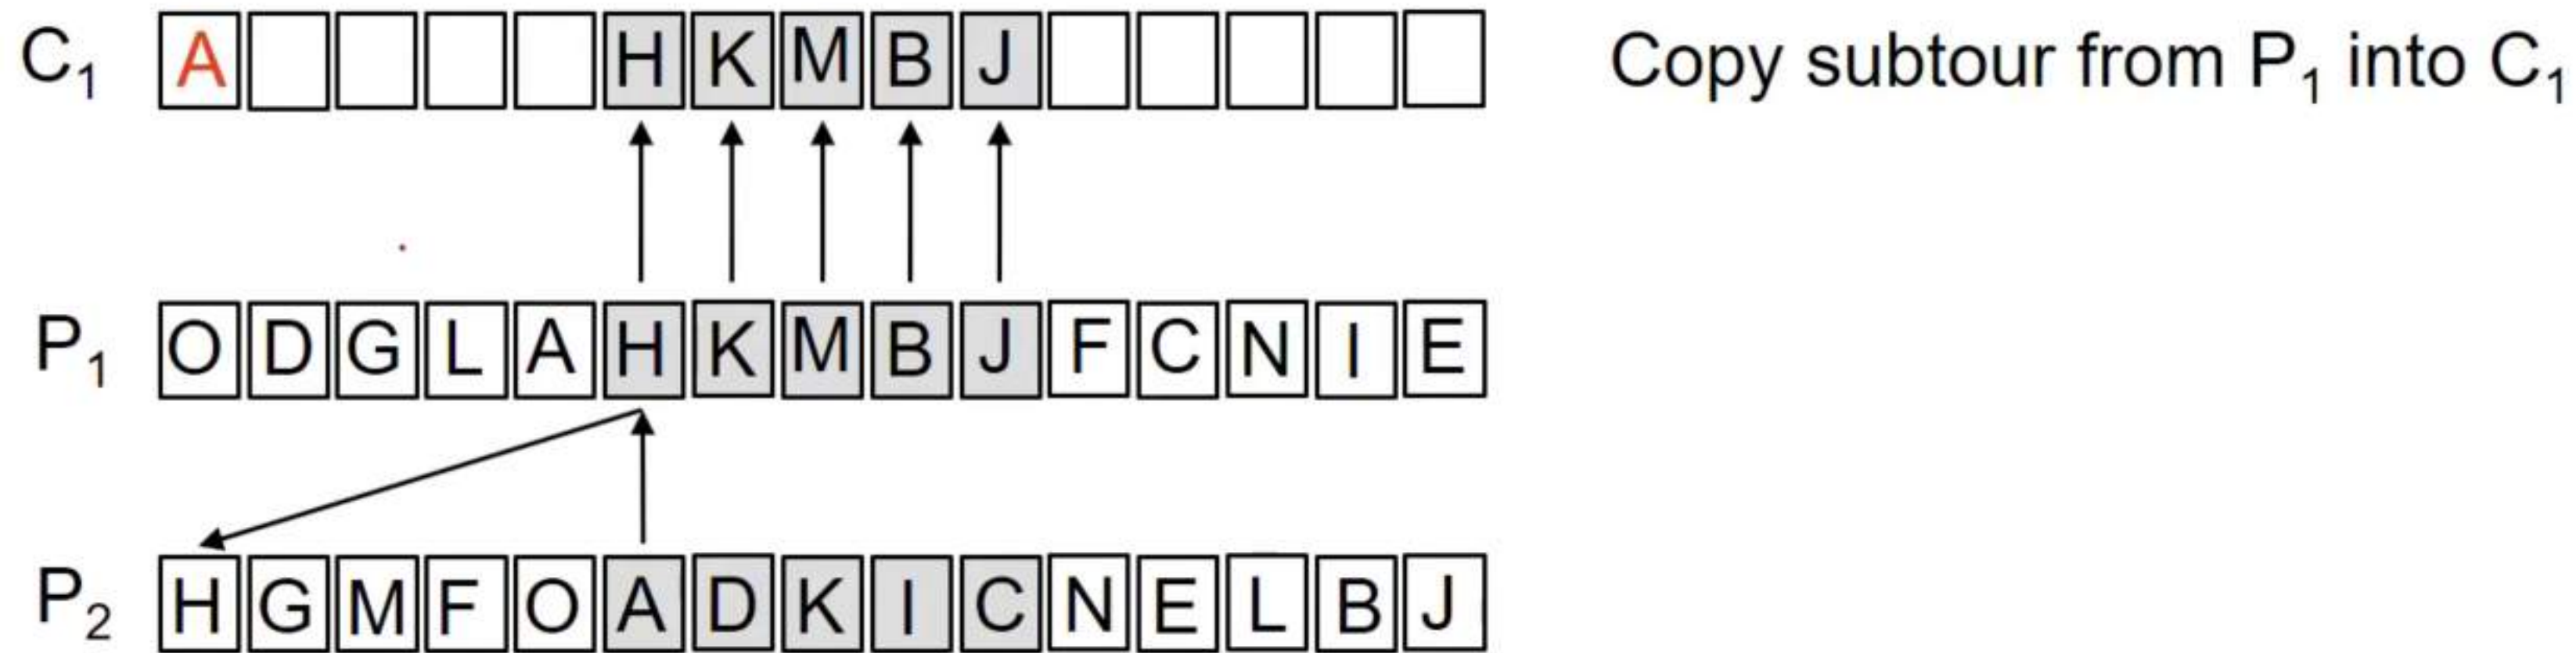 C₁ A H K M B J Copy subtour from P₁ into C₁
P₁ O D G L A H K M B J F C N I E
P₂ H G M F O A D K I C N E L B J